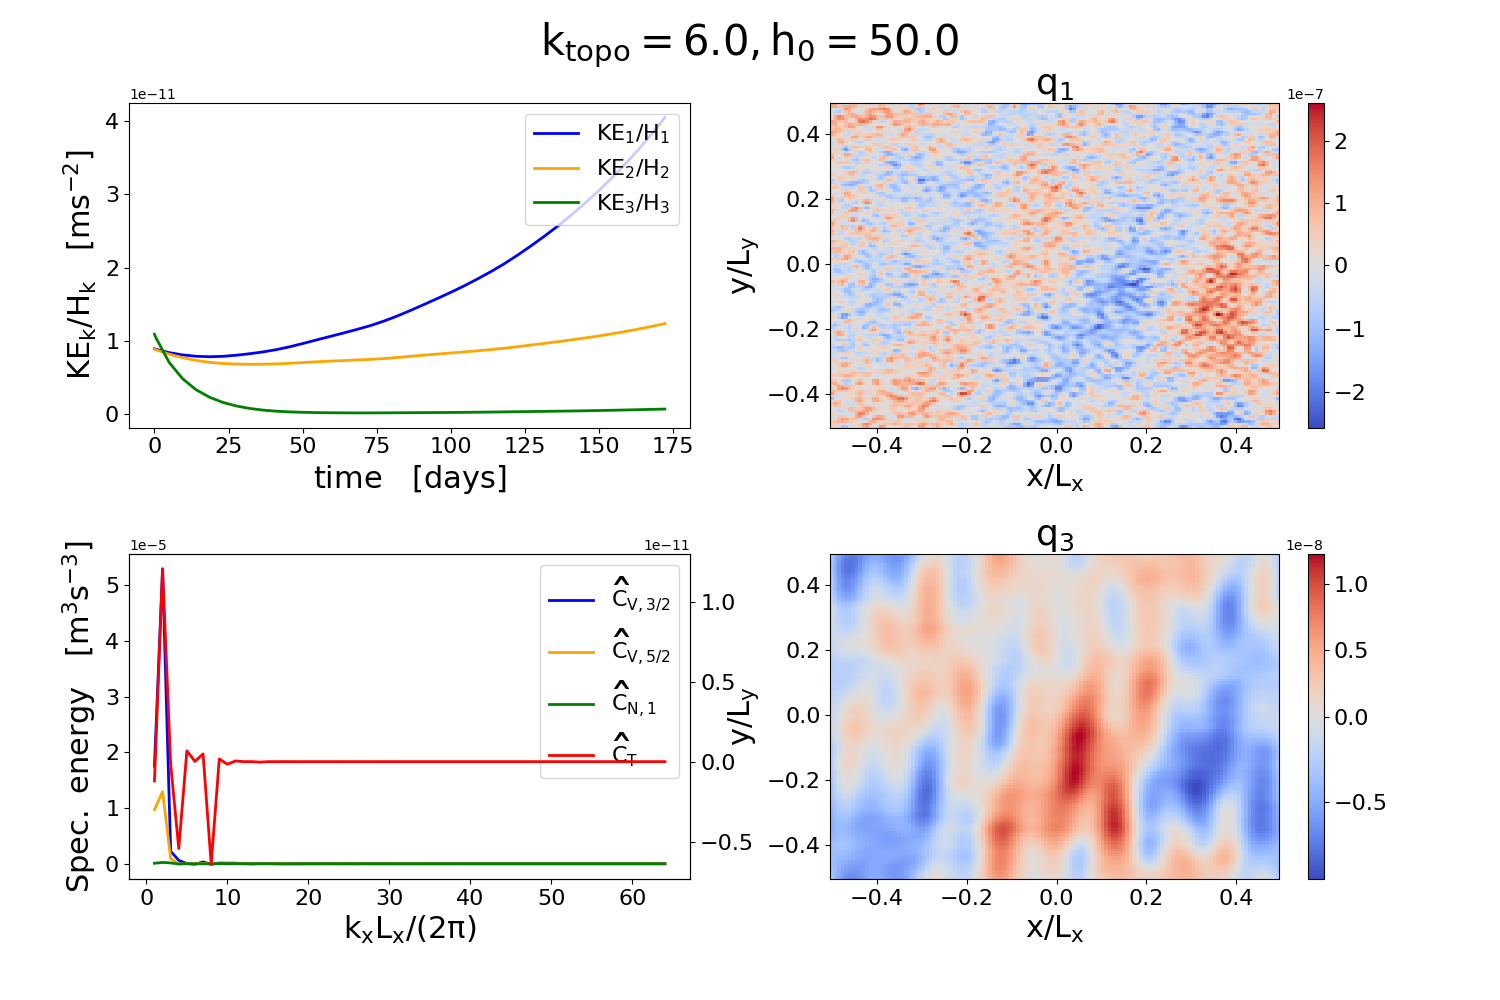 k_topo = 6.0, h_0 = 50.0
1e−11
4
3
2
1
0
KE_k/H_k [ms^−2]
KE_1/H_1
KE_2/H_2
KE_3/H_3
0 25 50 75 100 125 150 175
time [days]
q_1
0.4
0.2
0.0
−0.2
−0.4
y/L_y
−0.4 −0.2 0.0 0.2 0.4
x/L_x
1e−7
2
1
0
−1
−2
1e−5
1e−11
5
4
3
2
1
0
Spec. energy [m^3s^−3]
Ĉ_V, 3/2
Ĉ_V, 5/2
Ĉ_N, 1
Ĉ_T
1.0
0.5
0.0
−0.5
0 10 20 30 40 50 60
k_xL_x/(2π)
q_3
0.4
0.2
0.0
−0.2
−0.4
y/L_y
−0.4 −0.2 0.0 0.2 0.4
x/L_x
1e−8
1.0
0.5
0.0
−0.5